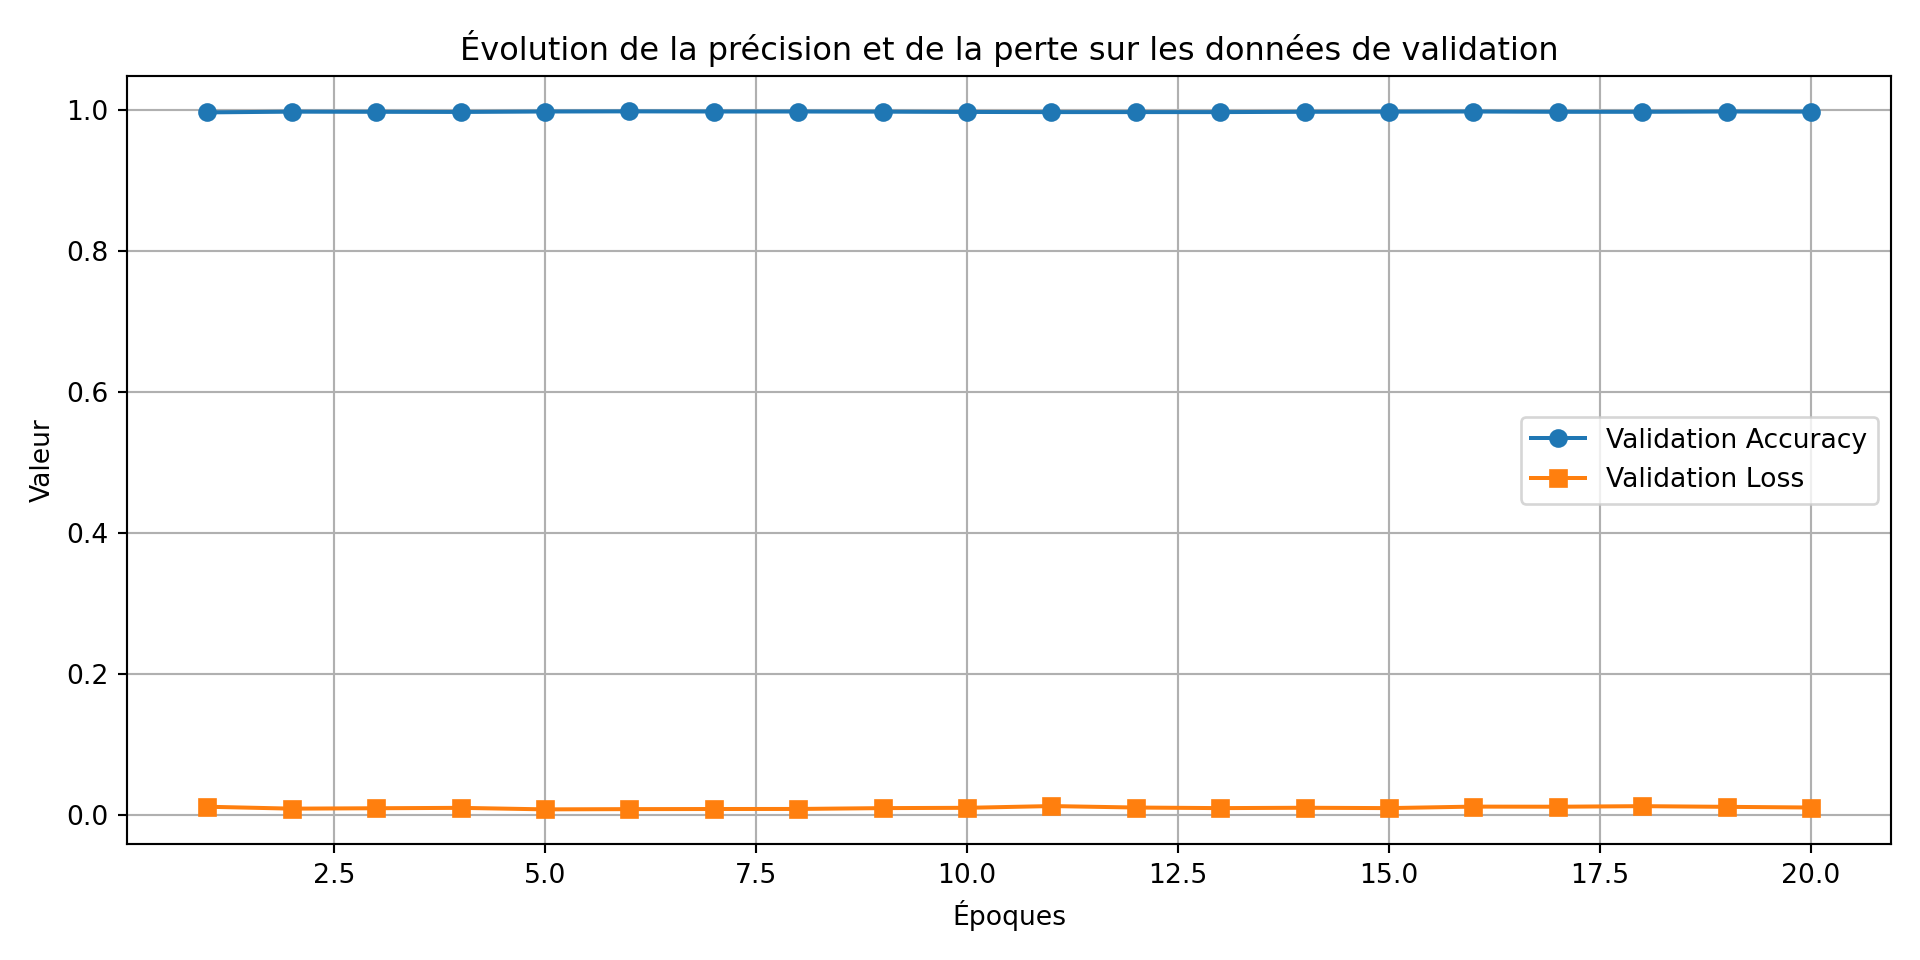 Évolution de la précision et de la perte sur les données de validation
1.0
0.8
0.6
0.4
0.2
0.0
Valeur
Validation Accuracy
Validation Loss
2.5 5.0 7.5 10.0 12.5 15.0 17.5 20.0
Époques